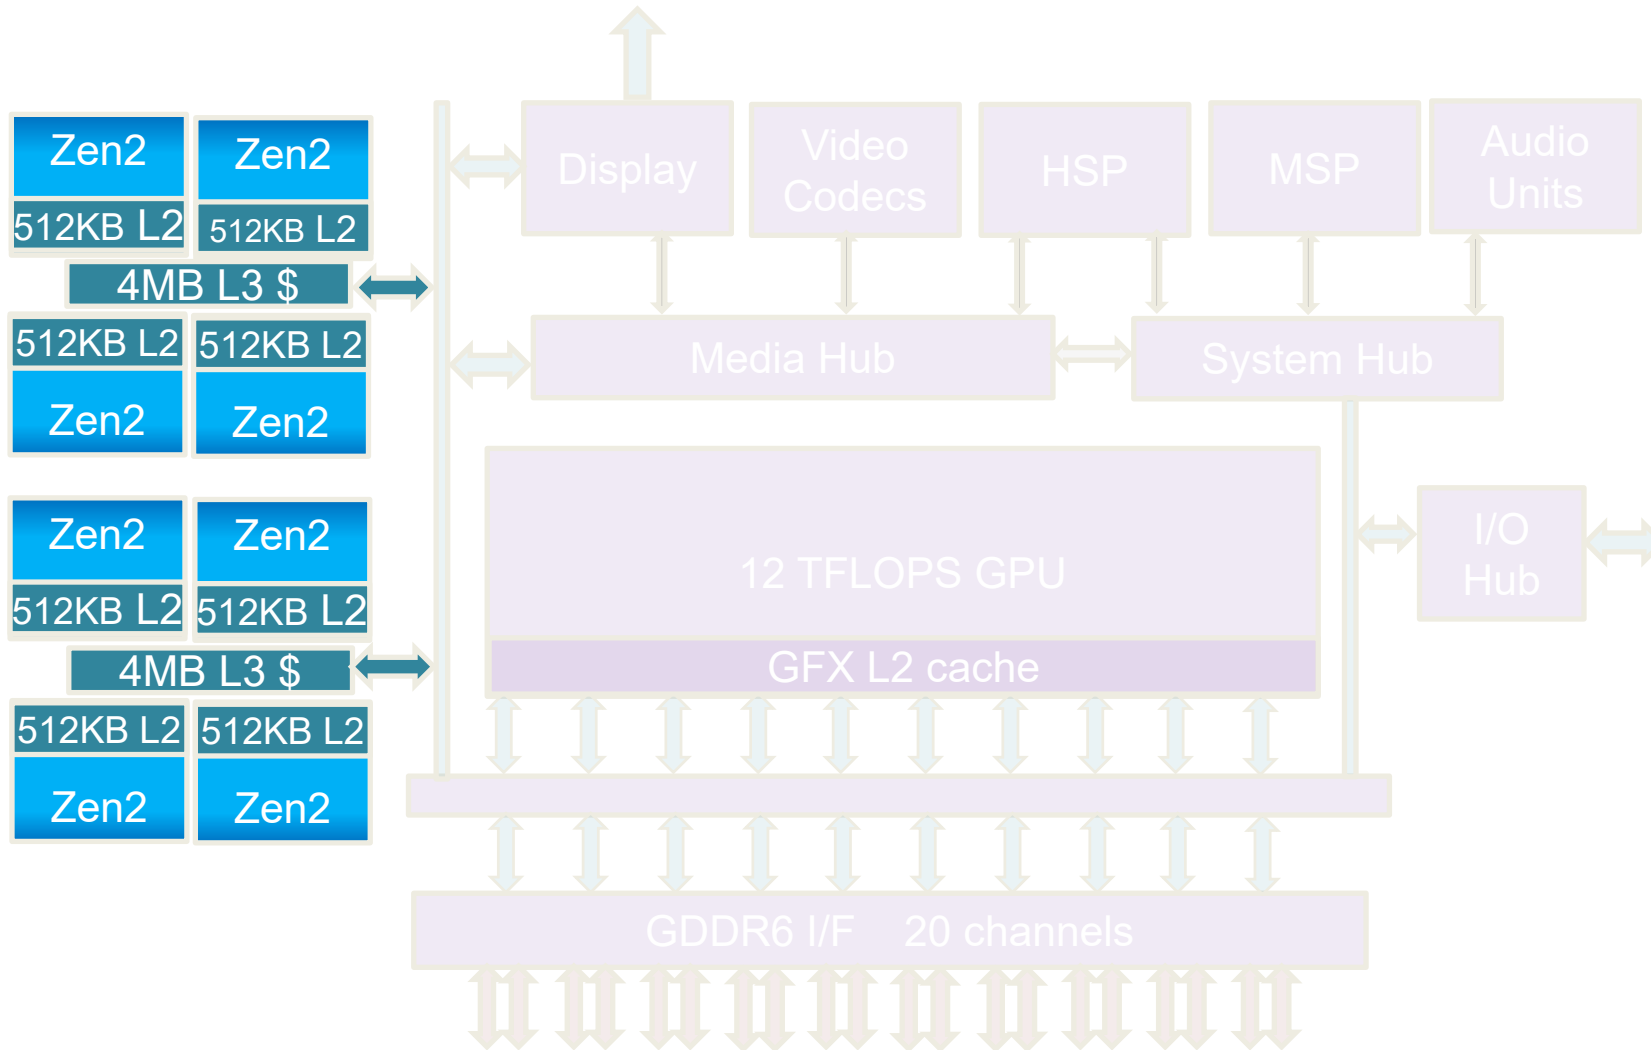 Zen2
Zen2
512KB L2
512KB L2
4MB L3 $
512KB L2
512KB L2
Zen2
Zen2
Zen2
Zen2
512KB L2
512KB L2
4MB L3 $
512KB L2
512KB L2
Zen2
Zen2
Display
Video
Codecs
HSP
MSP
Audio
Units
Media Hub
System Hub
12 TFLOPS GPU
GFX L2 cache
I/O
Hub
GDDR6 I/F 20 channels